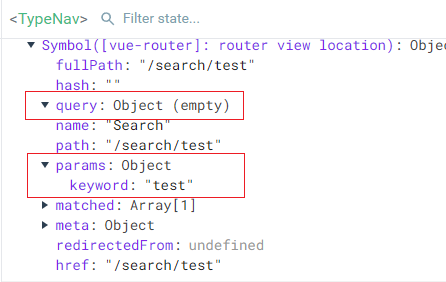 <TypeNav> Filter state...
Symbol([vue-router]: router view location): Objec
fullPath: "/search/test"
hash: ""
query: Object (empty)
name: "Search"
path: "/search/test"
params: Object
keyword: "test"
matched: Array[1]
meta: Object
redirectedFrom: undefined
href: "/search/test"